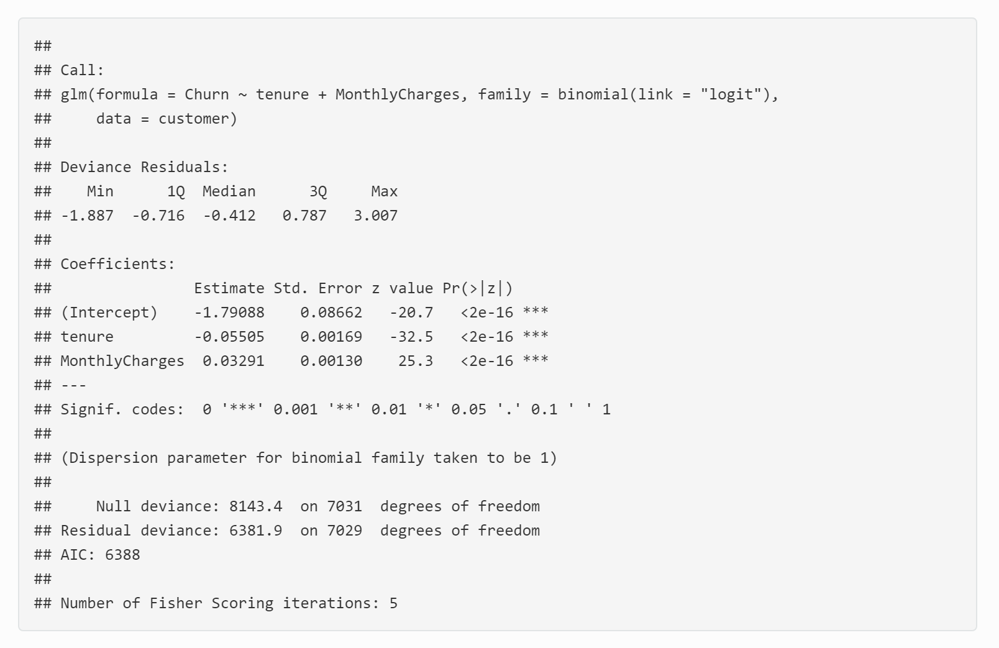 ##
## Call:
## glm(formula = Churn ~ tenure + MonthlyCharges, family = binomial(link = "logit"),
##     data = customer)
##
## Deviance Residuals:
##    Min      1Q  Median      3Q     Max
## -1.887  -0.716  -0.412   0.787   3.007
##
## Coefficients:
##                Estimate Std. Error z value Pr(>|z|)
## (Intercept)    -1.79088    0.08662   -20.7   <2e-16 ***
## tenure         -0.05505    0.00169   -32.5   <2e-16 ***
## MonthlyCharges  0.03291    0.00130    25.3   <2e-16 ***
## ---
## Signif. codes:  0 '***' 0.001 '**' 0.01 '*' 0.05 '.' 0.1 ' ' 1
##
## (Dispersion parameter for binomial family taken to be 1)
##
##     Null deviance: 8143.4  on 7031  degrees of freedom
## Residual deviance: 6381.9  on 7029  degrees of freedom
## AIC: 6388
##
## Number of Fisher Scoring iterations: 5